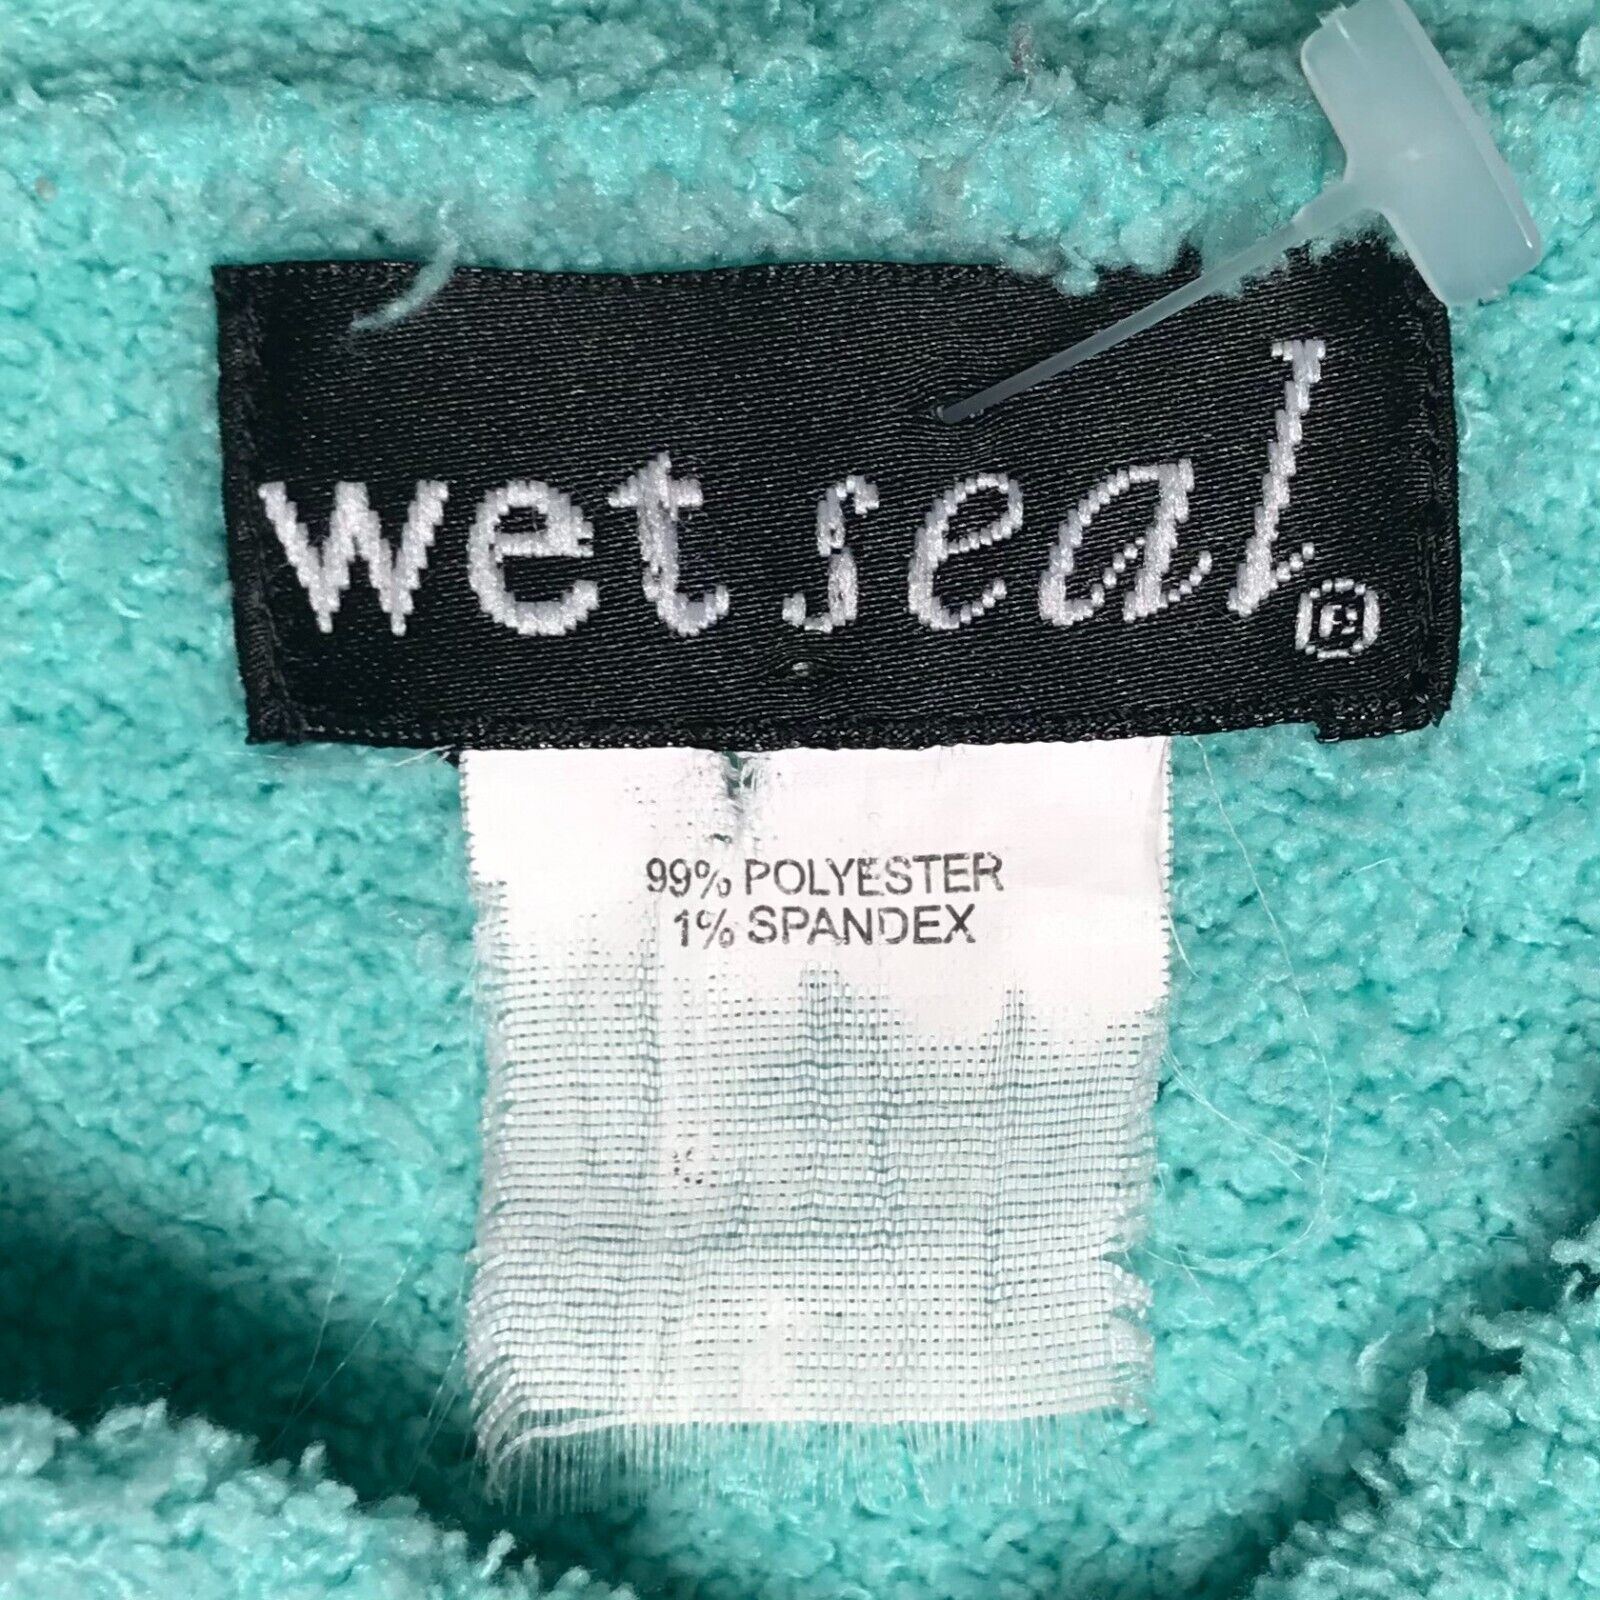 wet seal®
99% POLYESTER
1% SPANDEX